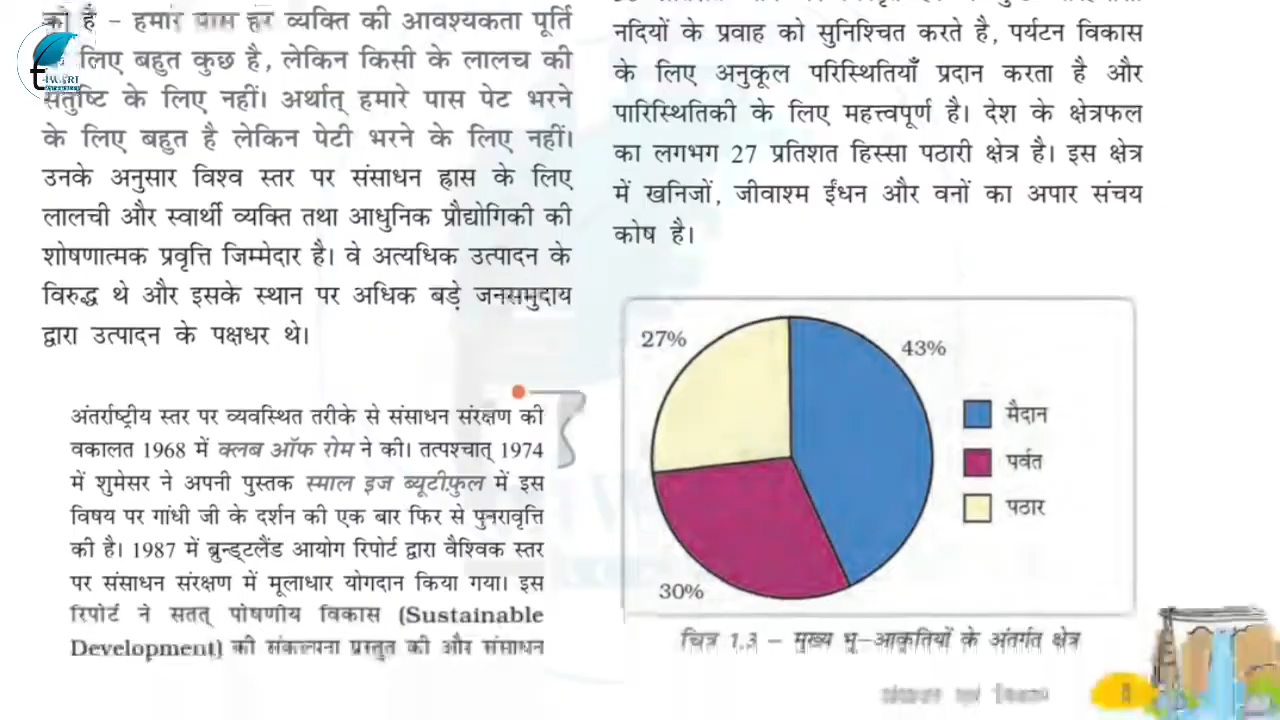 की है – हमारे पास हर व्यक्ति की आवश्यकता पूर्ति
लिए बहुत कुछ है, लेकिन किसी के लालच की
संतुष्टि के लिए नहीं। अर्थात् हमारे पास पेट भरने
के लिए बहुत है लेकिन पेटी भरने के लिए नहीं।
उनके अनुसार विश्व स्तर पर संसाधन ह्रास के लिए
लालची और स्वार्थी व्यक्ति तथा आधुनिक प्रौद्योगिकी की
शोषणात्मक प्रवृत्ति जिम्मेदार है। वे अत्यधिक उत्पादन के
विरुद्ध थे और इसके स्थान पर अधिक बड़े जनसमुदाय
द्वारा उत्पादन के पक्षधर थे।
अंतर्राष्ट्रीय स्तर पर व्यवस्थित तरीके से संसाधन संरक्षण की
वकालत 1968 में क्लब ऑफ रोम ने की। तत्पश्चात् 1974
में शुमेसर ने अपनी पुस्तक स्माल इज ब्यूटीफुल में इस
विषय पर गांधी जी के दर्शन की एक बार फिर से पुनरावृत्ति
की है। 1987 में ब्रुन्ड्टलैंड आयोग रिपोर्ट द्वारा वैश्विक स्तर
पर संसाधन संरक्षण में मूलाधार योगदान किया गया। इस
रिपोर्ट ने सतत् पोषणीय विकास (Sustainable
Development) की संकल्पना प्रस्तुत की और संसाधन
नदियों के प्रवाह को सुनिश्चित करते है, पर्यटन विकास
के लिए अनुकूल परिस्थितियाँ प्रदान करता है और
पारिस्थितिकी के लिए महत्त्वपूर्ण है। देश के क्षेत्रफल
का लगभग 27 प्रतिशत हिस्सा पठारी क्षेत्र है। इस क्षेत्र
में खनिजों, जीवाश्म ईंधन और वनों का अपार संचय
कोष है।
27%
43%
30%
मैदान
पर्वत
पठार
चित्र 1.3 – मुख्य भू-आकृतियों के अंतर्गत क्षेत्र